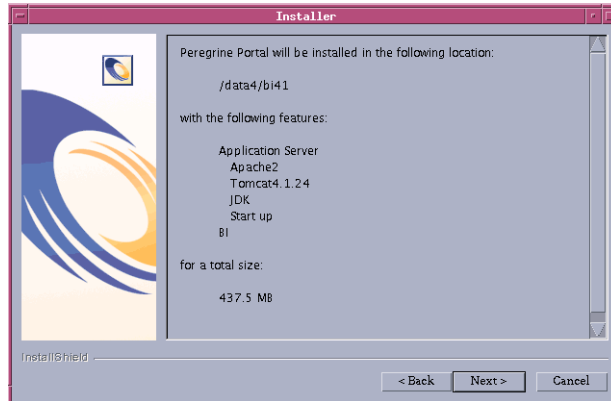 Installer
Peregrine Portal will be installed in the following location:
/data4/bi41
with the following features:
Application Server
Apache2
Tomcat4.1.24
JDK
Start up
BI
for a total size:
437.5 MB
InstallShield
< Back
Next >
Cancel